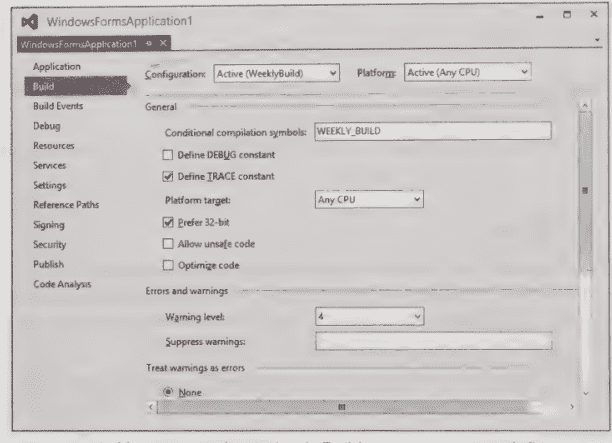 WindowsFormsApplication1
WindowsFormsApplication1
Application
Build
Build Events
Debug
Resources
Services
Settings
Reference Paths
Signing
Security
Publish
Code Analysis
Configuration: Active (WeeklyBuild) Platform: Active (Any CPU)
General
Conditional compilation symbols: WEEKLY_BUILD
Define DEBUG constant
Define TRACE constant
Platform target: Any CPU
Prefer 32-bit
Allow unsafe code
Optimize code
Errors and warnings
Warning level: 4
Suppress warnings:
Treat warnings as errors
None